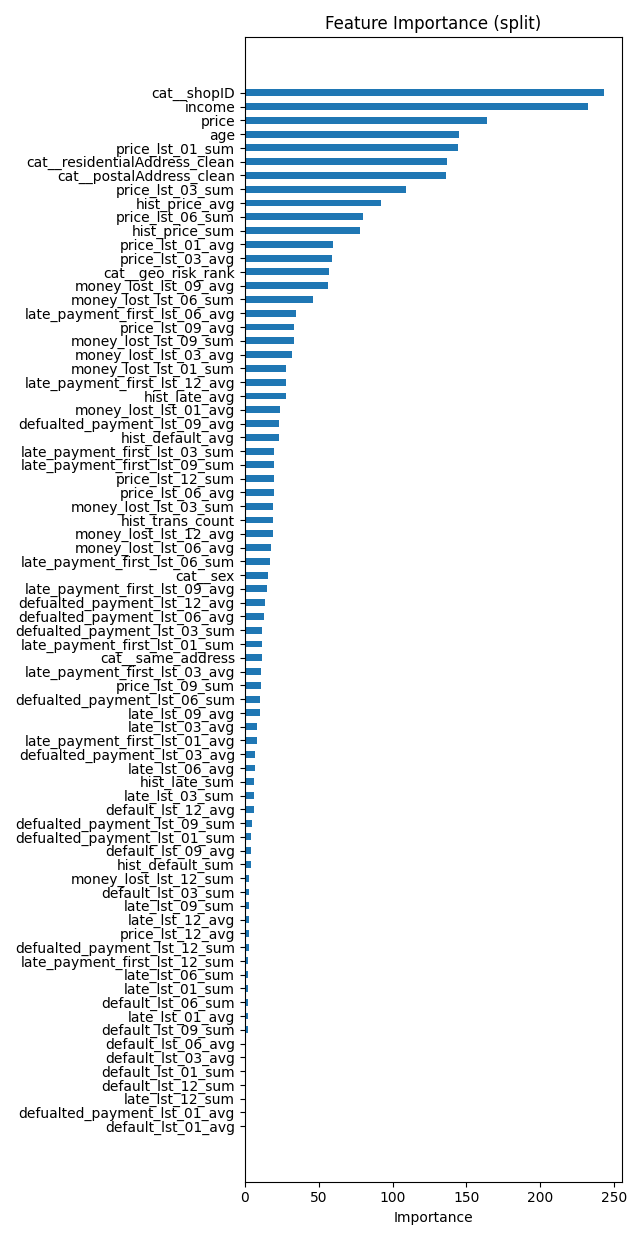 Feature Importance (split)
cat__shopID
income
price
age
price_lst_01_sum
cat__residentialAddress_clean
cat__postalAddress_clean
price_lst_03_sum
hist_price_avg
price_lst_06_sum
hist_price_sum
price_lst_01_avg
price_lst_03_avg
cat__geo_risk_rank
money_lost_lst_09_avg
money_lost_lst_06_sum
late_payment_first_lst_06_avg
price_lst_09_avg
money_lost_lst_09_sum
money_lost_lst_03_avg
money_lost_lst_01_sum
late_payment_first_lst_12_avg
hist_late_avg
money_lost_lst_01_avg
defualted_payment_lst_09_avg
hist_default_avg
late_payment_first_lst_03_sum
late_payment_first_lst_09_sum
price_lst_12_sum
price_lst_06_avg
money_lost_lst_03_sum
hist_trans_count
money_lost_lst_12_avg
money_lost_lst_06_avg
late_payment_first_lst_06_sum
cat__sex
late_payment_first_lst_09_avg
defualted_payment_lst_12_avg
defualted_payment_lst_06_avg
defualted_payment_lst_03_sum
late_payment_first_lst_01_sum
cat__same_address
late_payment_first_lst_03_avg
price_lst_09_sum
defualted_payment_lst_06_sum
late_lst_09_avg
late_lst_03_avg
late_payment_first_lst_01_avg
defualted_payment_lst_03_avg
late_lst_06_avg
hist_late_sum
late_lst_03_sum
default_lst_12_avg
defualted_payment_lst_09_sum
defualted_payment_lst_01_sum
default_lst_09_avg
hist_default_sum
money_lost_lst_12_sum
default_lst_03_sum
late_lst_09_sum
late_lst_12_avg
price_lst_12_avg
defualted_payment_lst_12_sum
late_payment_first_lst_12_sum
late_lst_06_sum
late_lst_01_sum
default_lst_06_sum
late_lst_01_avg
default_lst_09_sum
default_lst_06_avg
default_lst_03_avg
default_lst_01_sum
default_lst_12_sum
late_lst_12_sum
defualted_payment_lst_01_avg
default_lst_01_avg
0 50 100 150 200 250
Importance